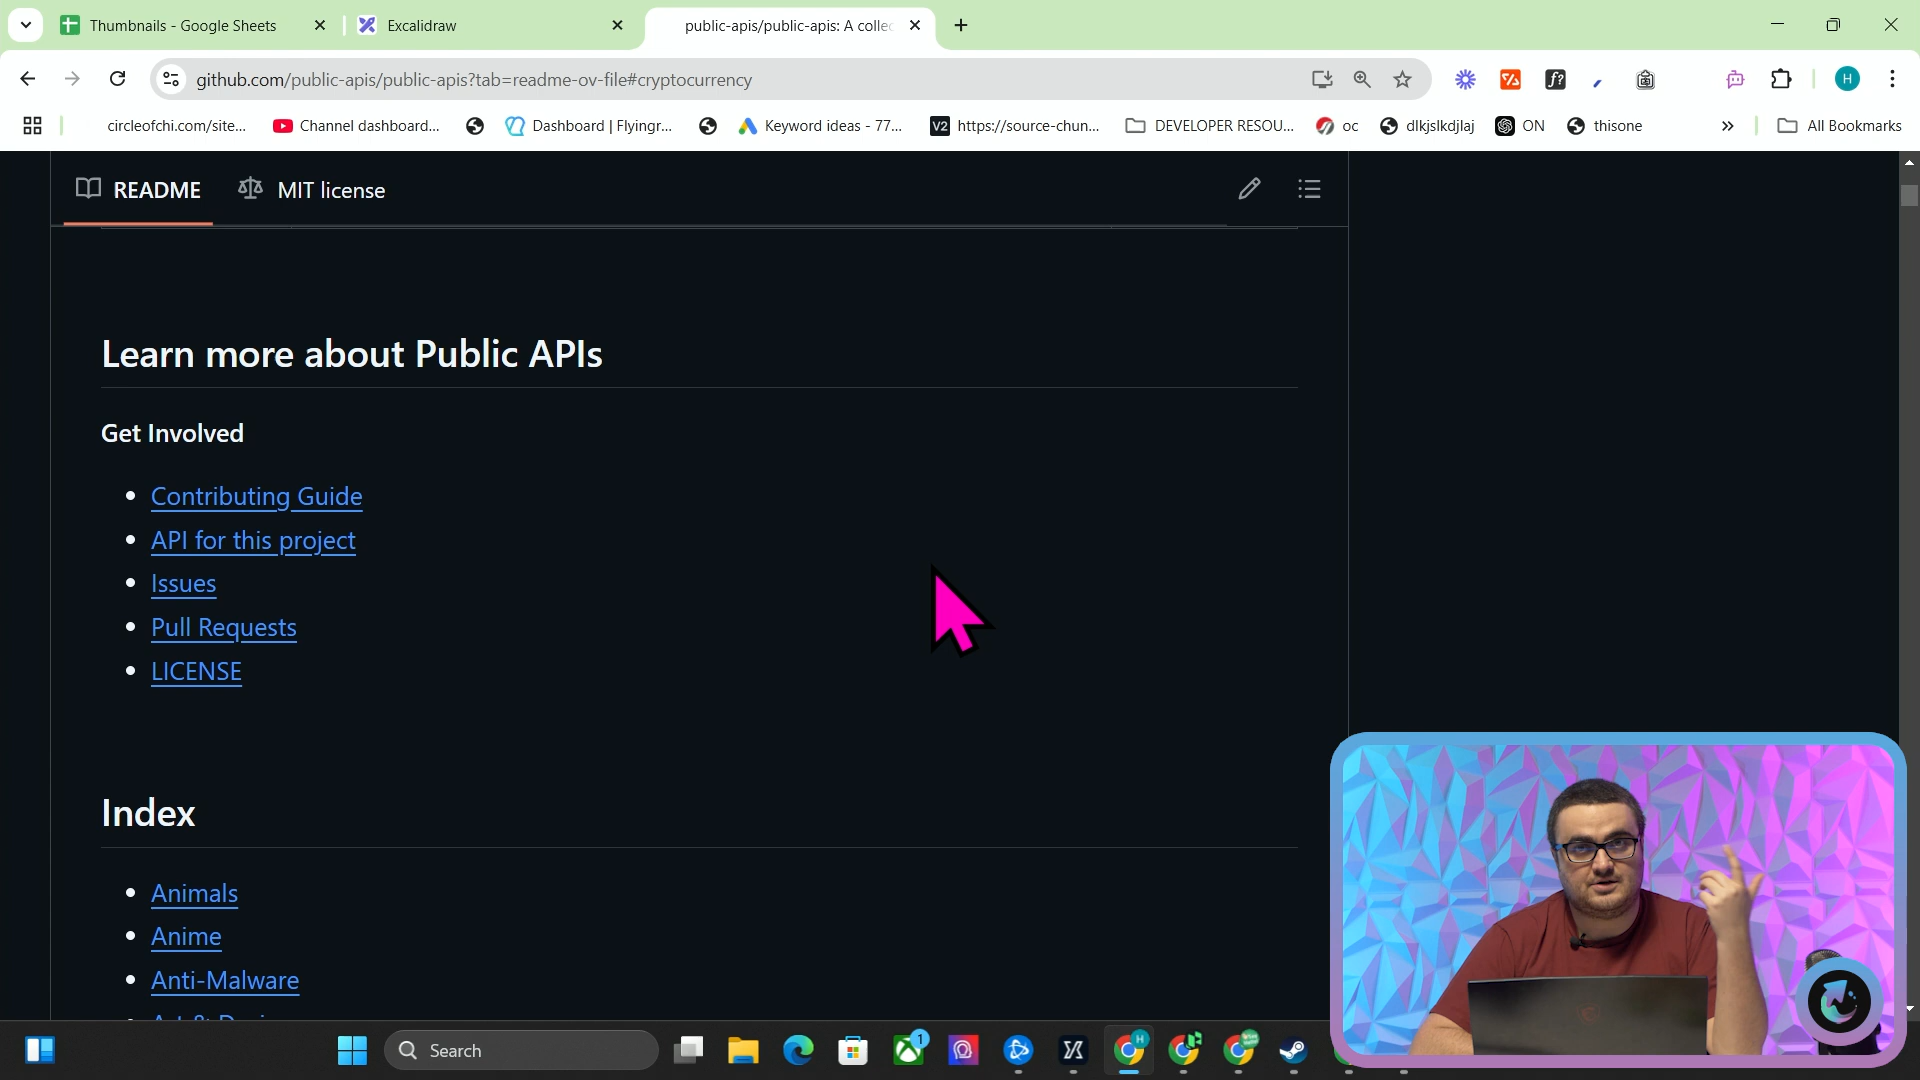 Thumbnails - Google Sheets
Excalidraw
public-apis/public-apis: A collec
github.com/public-apis/public-apis?tab=readme-ov-file#cryptocurrency
H
circleofchi.com/site...
Channel dashboard...
Dashboard | Flyingr...
Keyword ideas - 77...
V2 https://source-chun...
DEVELOPER RESOU...
oc
dlkjslkdjlaj
ON
thisone
All Bookmarks
README
MIT license
Learn more about Public APIs
Get Involved
Contributing Guide
API for this project
Issues
Pull Requests
LICENSE
Index
Animals
Anime
Anti-Malware
Search
1
H